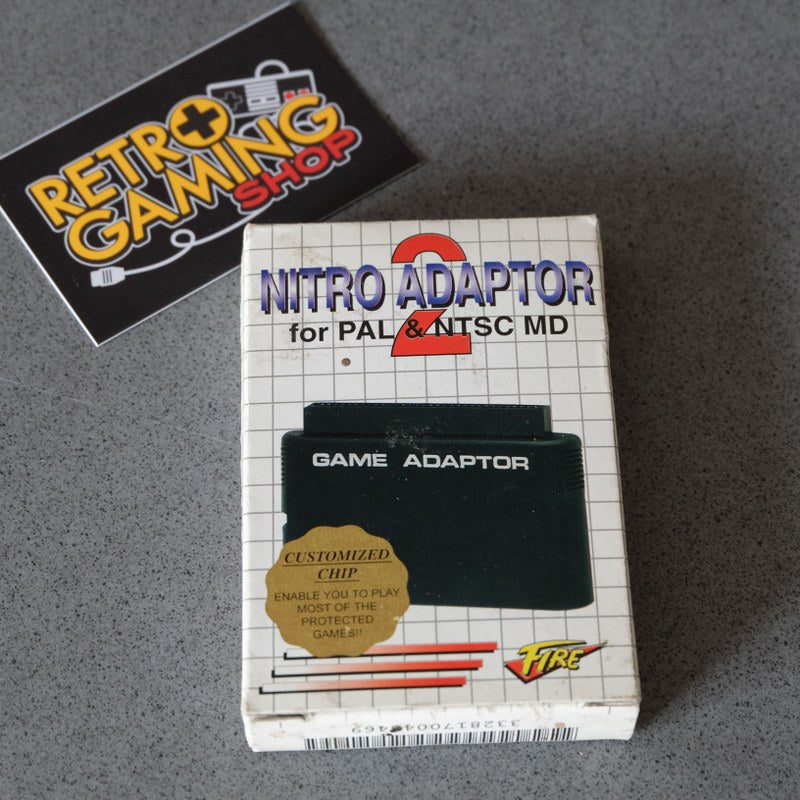 RETRO
GAMING
SHOP
2
NITRO ADAPTOR
for PAL & NTSC MD
GAME ADAPTOR
CUSTOMIZED
CHIP
ENABLE YOU TO PLAY
MOST OF THE
PROTECTED
GAMES!!
FIRE